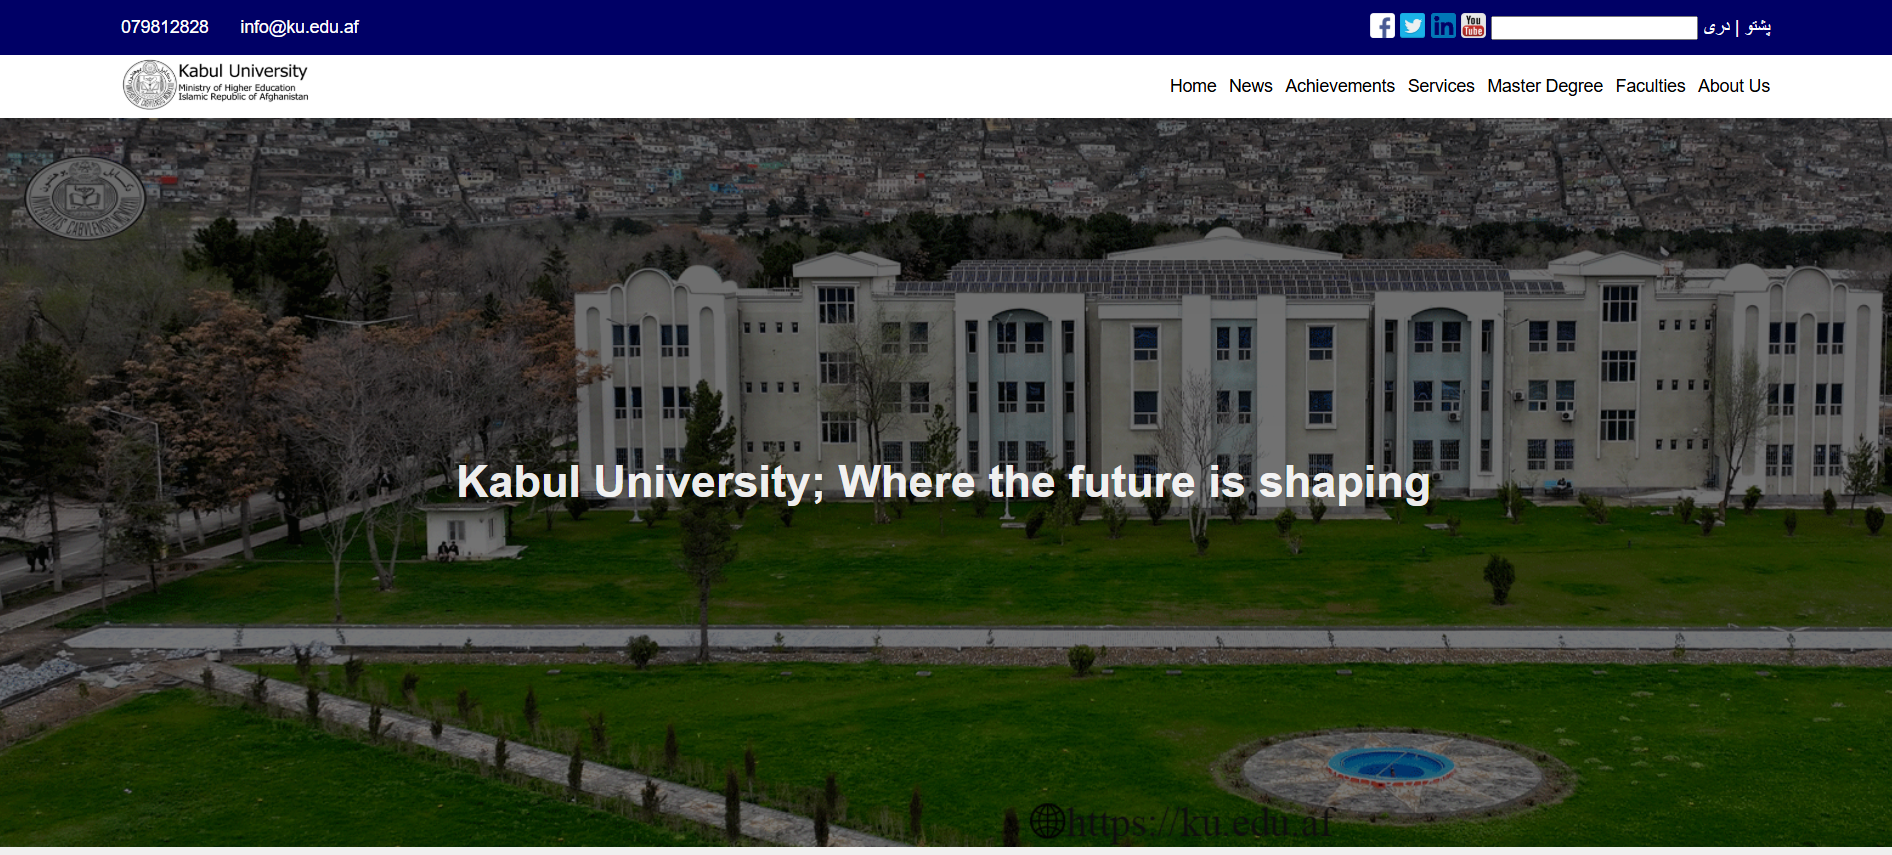 079812828 info@ku.edu.af
You Tube
پشتو | دری
Kabul University
Ministry of Higher Education
Islamic Republic of Afghanistan
Home News Achievements Services Master Degree Faculties About Us
Kabul University; Where the future is shaping
https://ku.edu.af